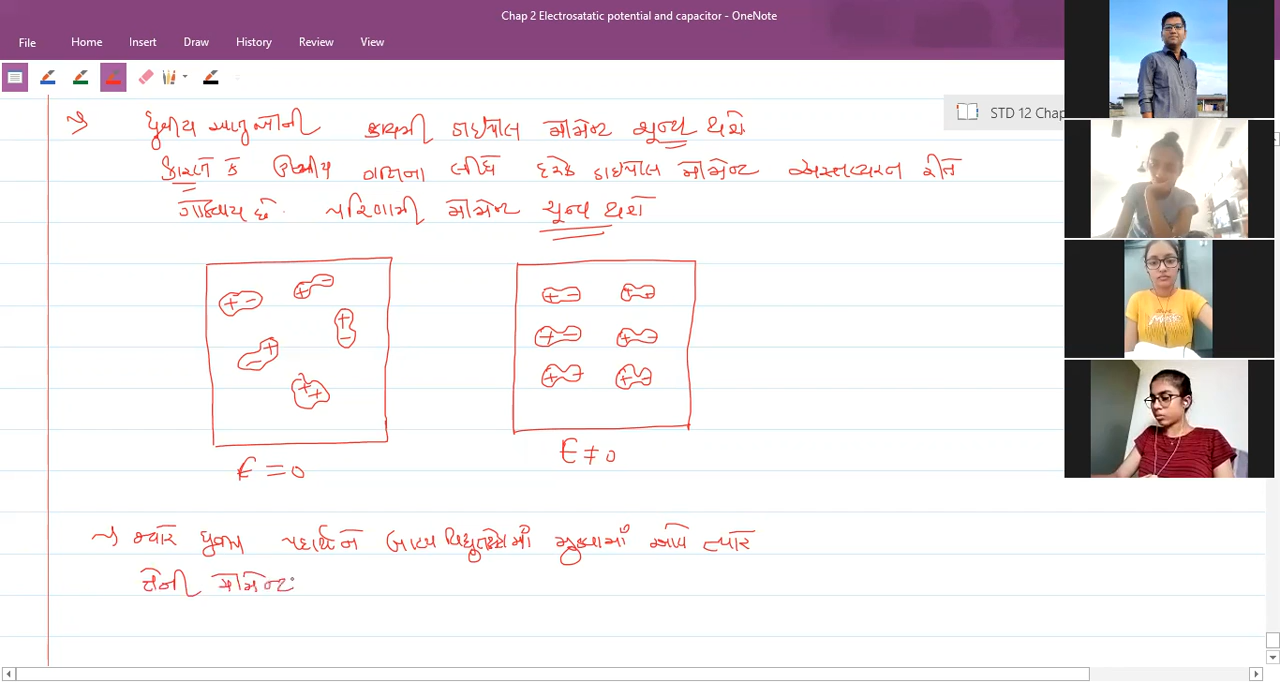 Chap 2 Electrosatatic potential and capacitor - OneNote
File Home Insert Draw History Review View
STD 12 Chap
→ ધ્રુવીય અણુઓની કાયમી ડાઇપોલ મોમેન્ટ શૂન્ય થશે
કારણ કે ઉષ્મીય ગતિના લીધે દરેક ડાઇપોલ મોમેન્ટ અસ્તવ્યસ્ત રીતે
ગોઠવાય છે. પરિણામી મોમેન્ટ શૂન્ય થશે
+ - + -
+ -
- +
+ +
+ - + -
+ - + -
+ - + -
E = 0
E ≠ 0
→ જ્યારે ધ્રુવીય પદાર્થને બાહ્ય વિદ્યુતક્ષેત્રમાં મુકવામાં આવે ત્યારે
તેની મોમેન્ટ